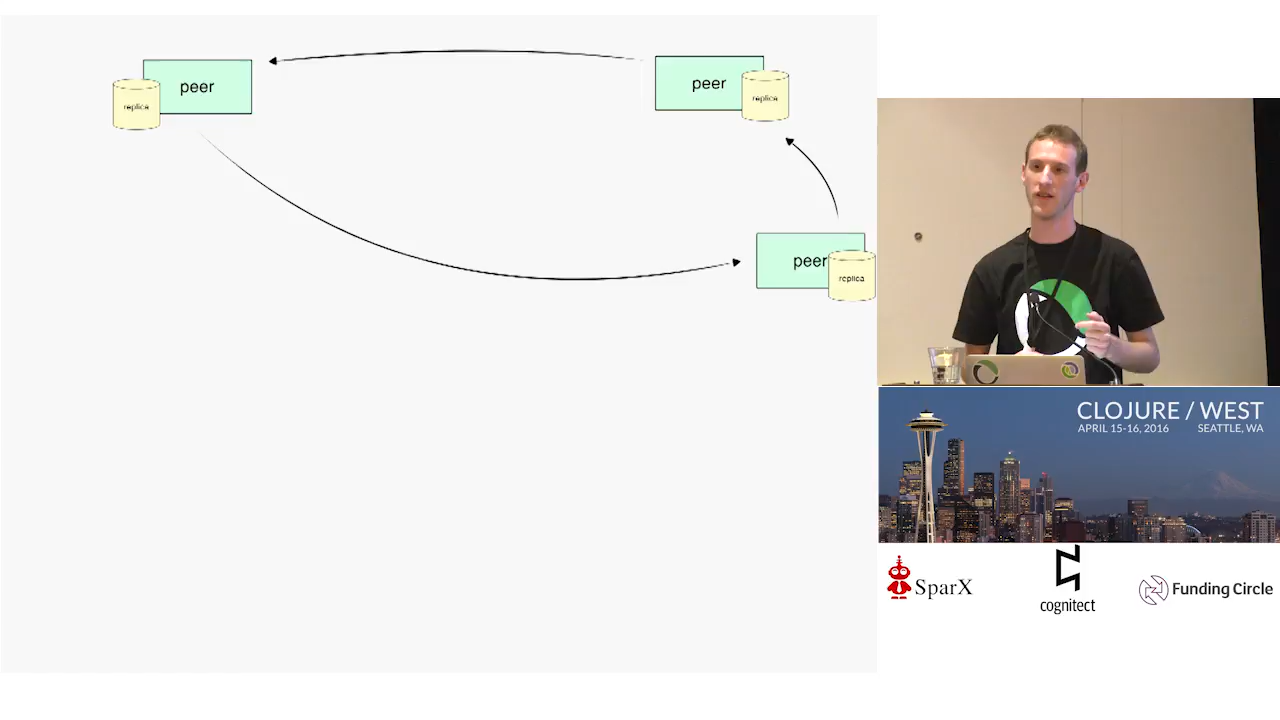 peer
replica
peer
replica
peer
replica
CLOJURE / WEST
APRIL 15-16, 2016 SEATTLE, WA
SparX
cognitect
Funding Circle